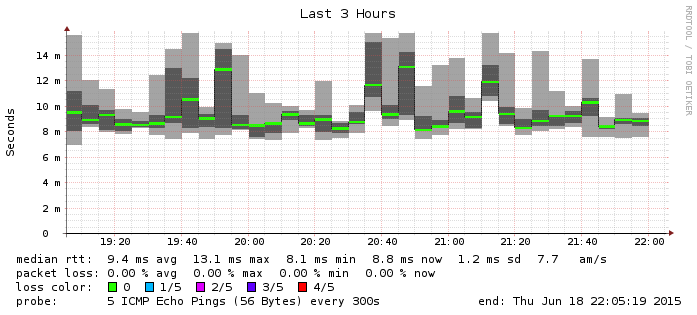 Last 3 Hours
RRDTOOL / TOBI OETIKER
Seconds
14 m
12 m
10 m
8 m
6 m
4 m
2 m
0
19:20 19:40 20:00 20:20 20:40 21:00 21:20 21:40 22:00
median rtt: 9.4 ms avg 13.1 ms max 8.1 ms min 8.8 ms now 1.2 ms sd 7.7 am/s
packet loss: 0.00 % avg 0.00 % max 0.00 % min 0.00 % now
loss color: 0 1/5 2/5 3/5 4/5
probe: 5 ICMP Echo Pings (56 Bytes) every 300s end: Thu Jun 18 22:05:19 2015